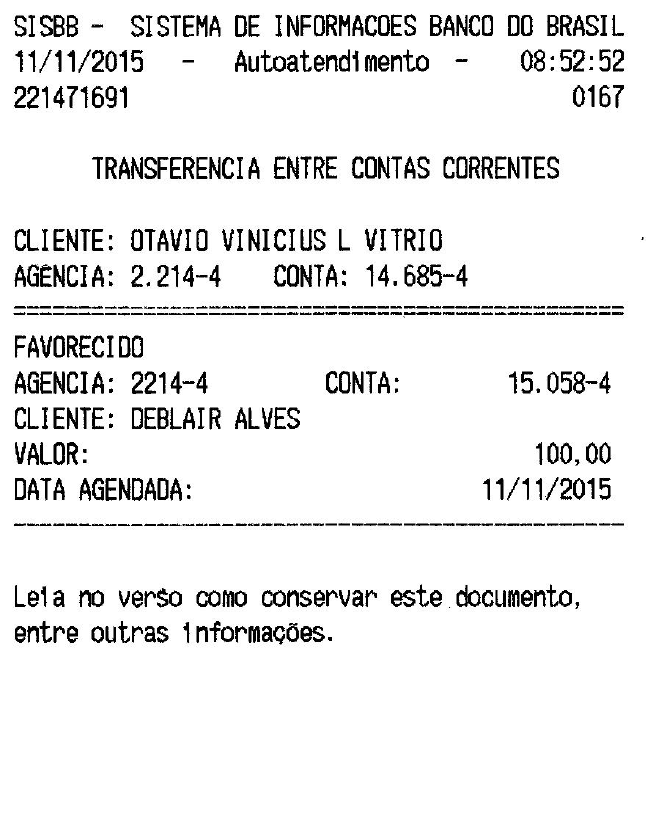 SISBB - SISTEMA DE INFORMACOES BANCO DO BRASIL
11/11/2015 - Autoatendimento - 08:52:52
221471691 0167
TRANSFERENCIA ENTRE CONTAS CORRENTES
CLIENTE: OTAVIO VINICIUS L VITRIO
AGENCIA: 2.214-4 CONTA: 14.685-4
================================================
FAVORECIDO
AGENCIA: 2214-4 CONTA: 15.058-4
CLIENTE: DEBLAIR ALVES
VALOR: 100,00
DATA AGENDADA: 11/11/2015
------------------------------------------------
Leia no verso como conservar este documento,
entre outras informações.